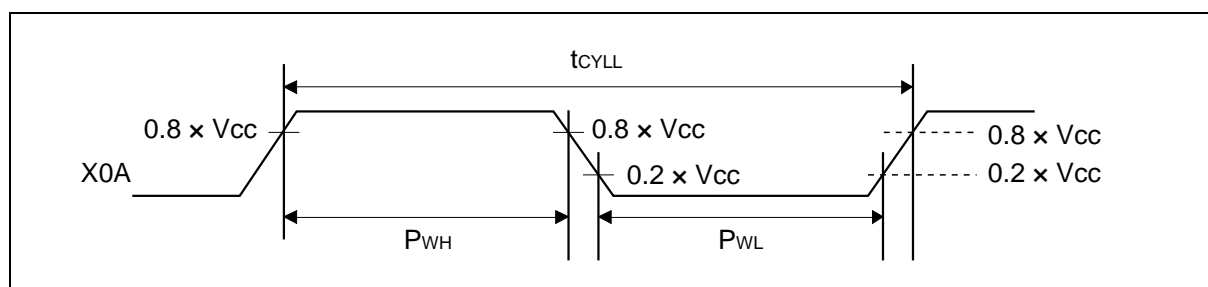 tCYLL
0.8 × Vcc
0.8 × Vcc
0.8 × Vcc
X0A
0.2 × Vcc
0.2 × Vcc
PWH
PWL